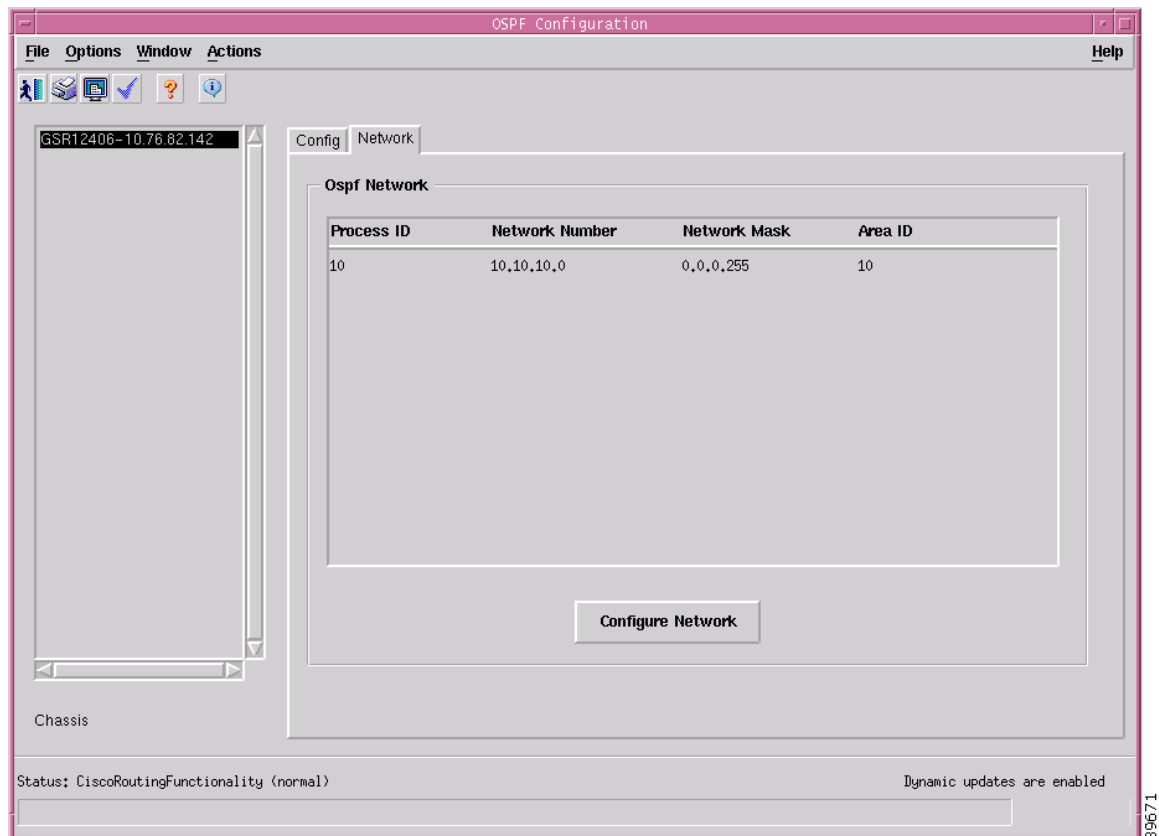 OSPF Configuration
File Options Window Actions Help
GSR12406-10.76.82.142
Config Network
Ospf Network
Process ID Network Number Network Mask Area ID
10 10.10.10.0 0.0.0.255 10
Configure Network
Chassis
Status: CiscoRoutingFunctionality (normal) Dynamic updates are enabled